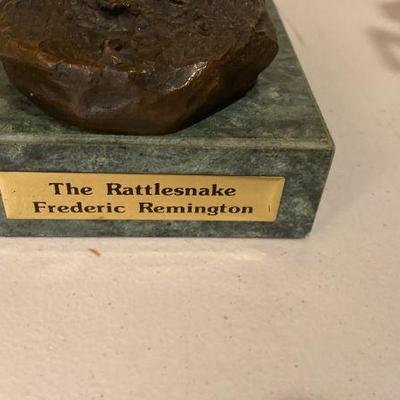 The Rattlesnake
Frederic Remington